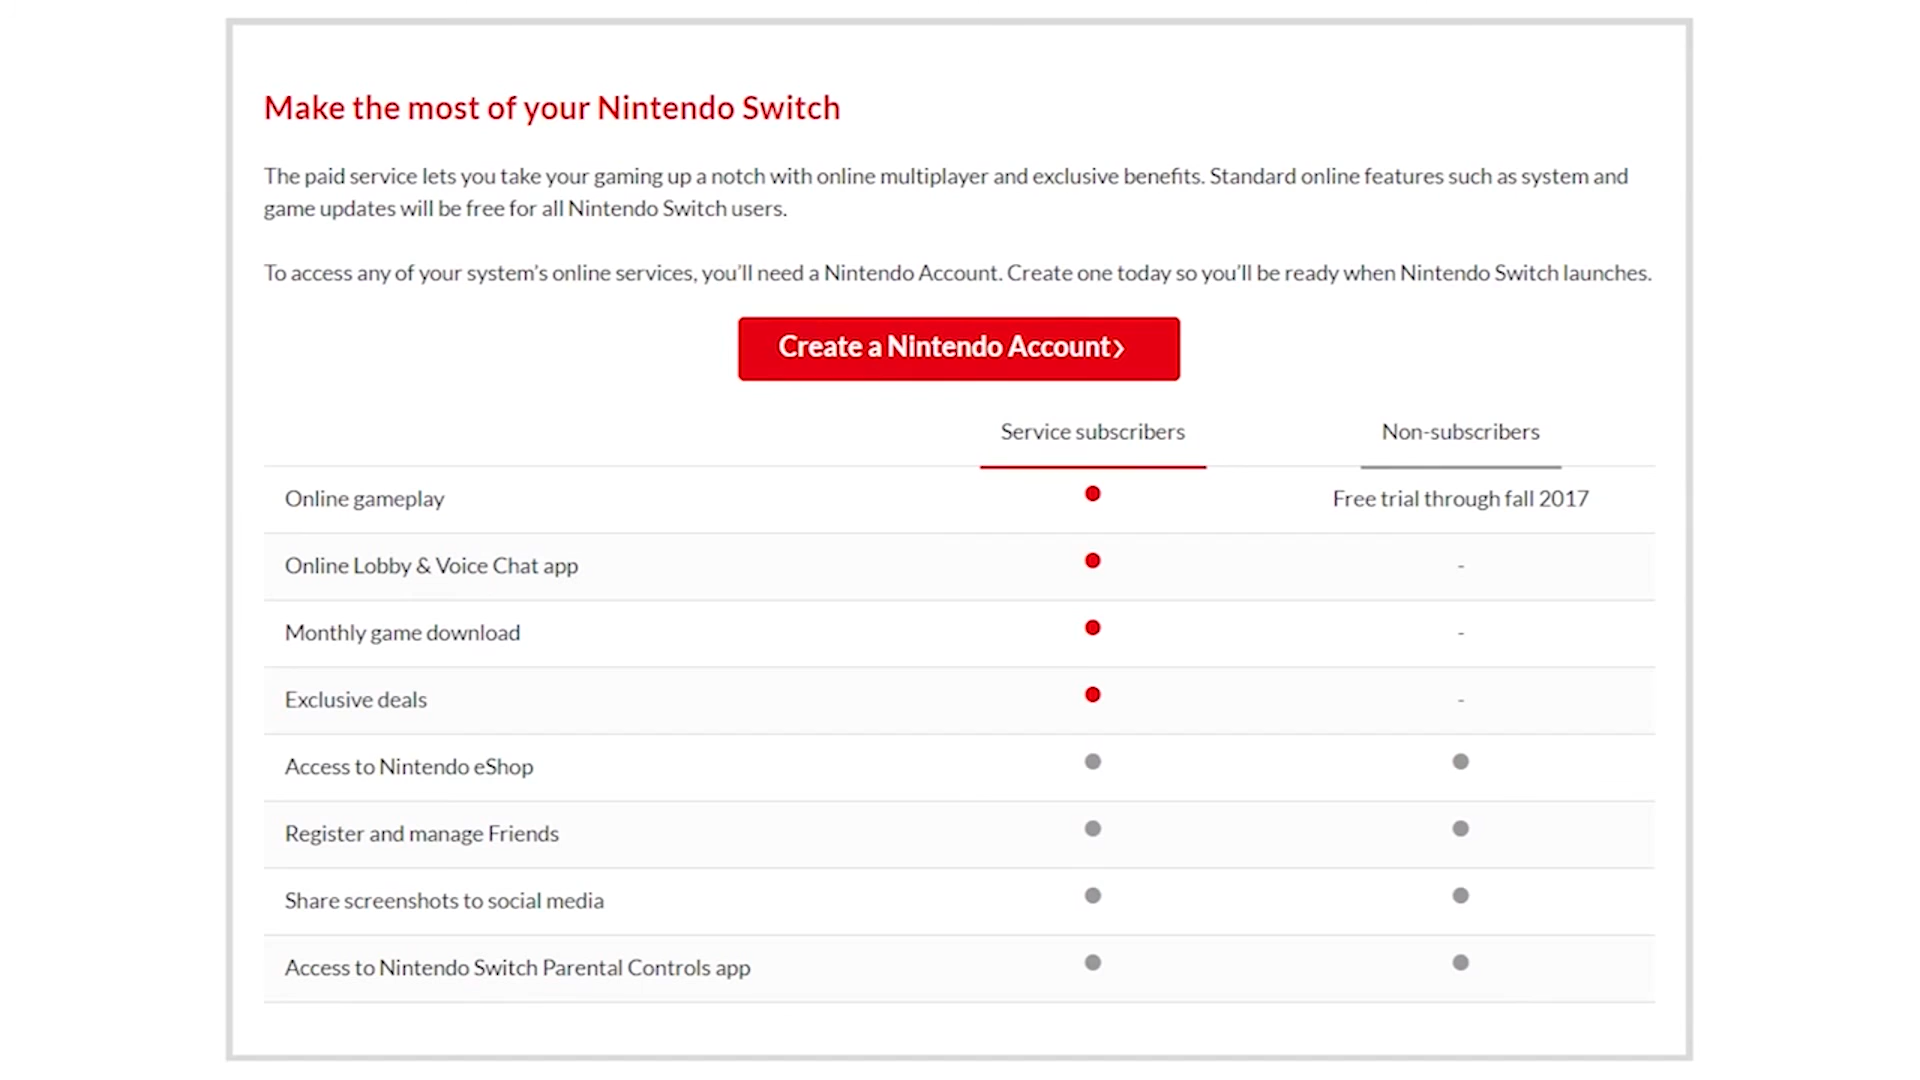 Make the most of your Nintendo Switch
The paid service lets you take your gaming up a notch with online multiplayer and exclusive benefits. Standard online features such as system and
game updates will be free for all Nintendo Switch users.
To access any of your system's online services, you'll need a Nintendo Account. Create one today so you'll be ready when Nintendo Switch launches.
Create a Nintendo Account›
Service subscribers Non-subscribers
Online gameplay ● Free trial through fall 2017
Online Lobby & Voice Chat app ● -
Monthly game download ● -
Exclusive deals ● -
Access to Nintendo eShop ● ●
Register and manage Friends ● ●
Share screenshots to social media ● ●
Access to Nintendo Switch Parental Controls app ● ●